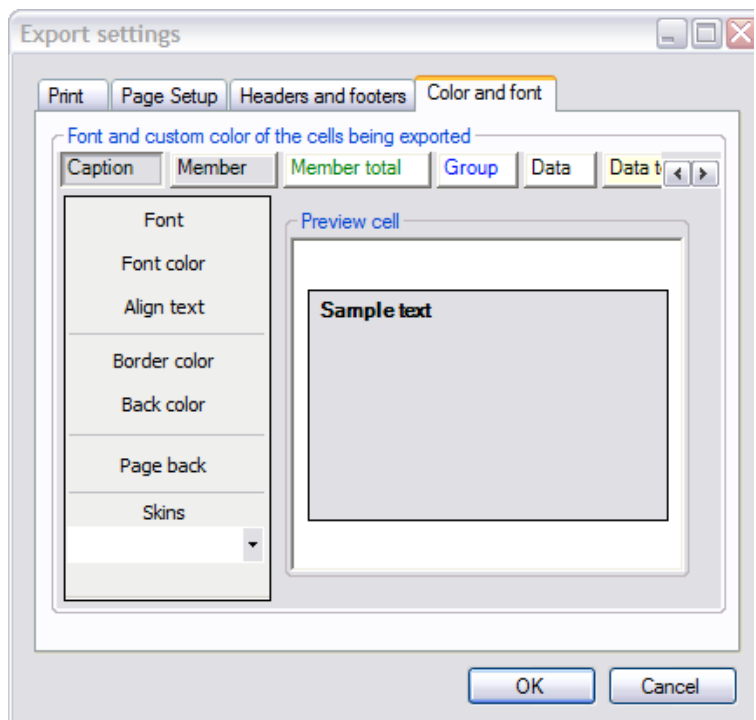 Export settings
Print Page Setup Headers and footers Color and font
Font and custom color of the cells being exported
Caption Member Member total Group Data Data t
Font
Preview cell
Font color
Align text
Sample text
Border color
Back color
Page back
Skins
OK Cancel